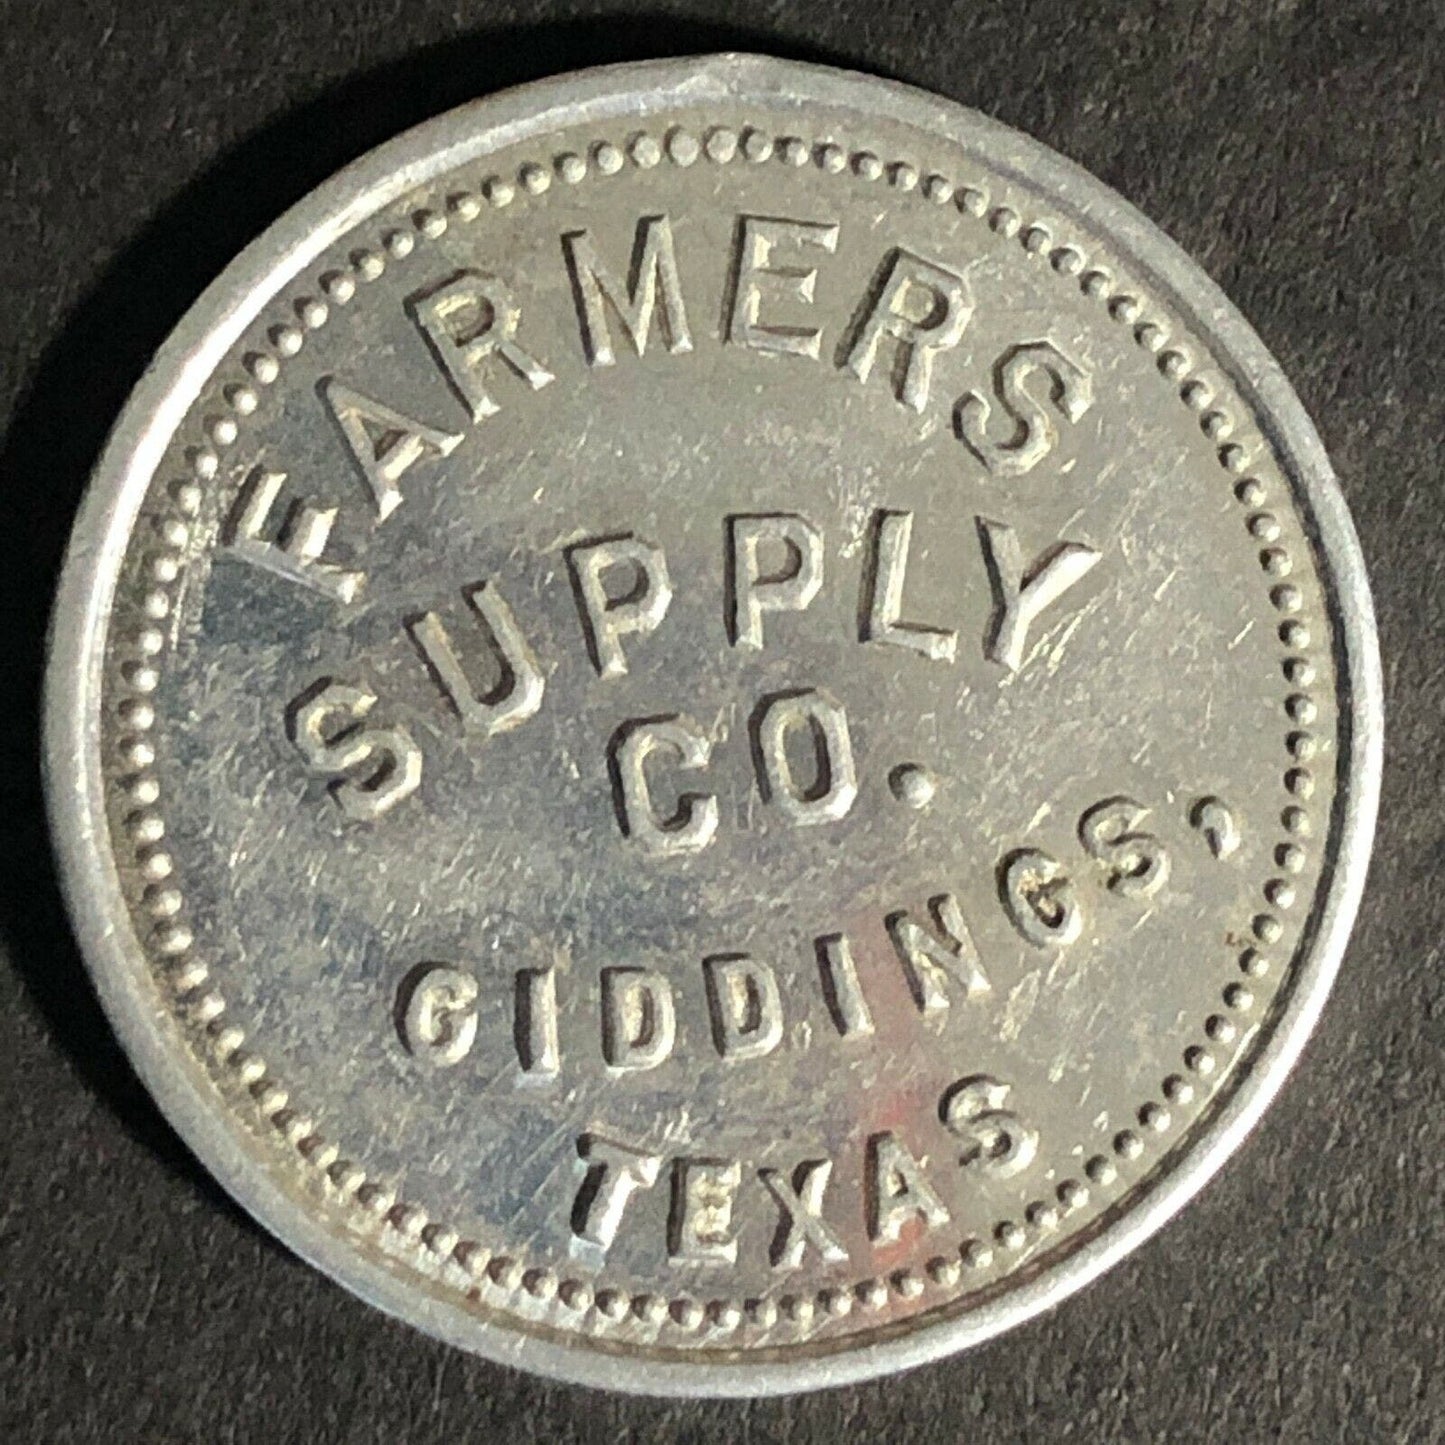 FARMERS
SUPPLY
CO.
GIDDINGS,
TEXAS